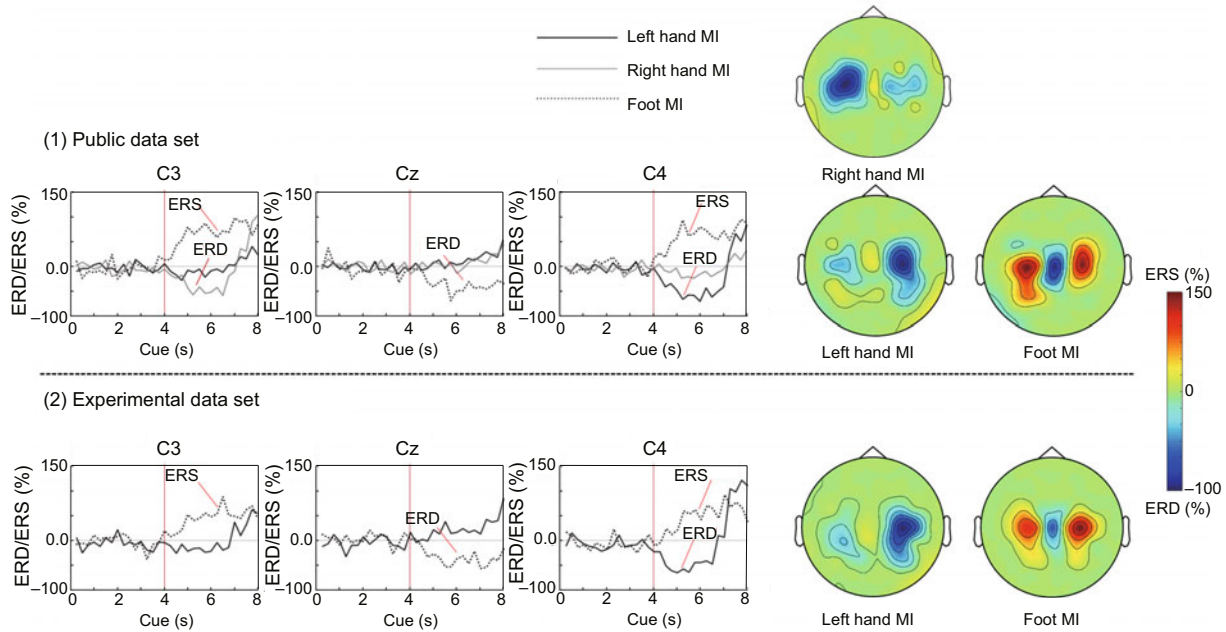 Left hand MI
Right hand MI
Foot MI
(1) Public data set
C3
Cz
C4
Right hand MI
150
0.0
–100
ERD/ERS (%)
ERS
ERD
0 2 4 6 8
Cue (s)
150
0.0
–100
ERD/ERS (%)
ERD
0 2 4 6 8
Cue (s)
150
0.0
–100
ERD/ERS (%)
ERS
ERD
0 2 4 6 8
Cue (s)
Left hand MI
Foot MI
ERS (%)
150
0
–100
ERD (%)
(2) Experimental data set
C3
Cz
C4
150
0.0
–100
ERD/ERS (%)
ERS
0 2 4 6 8
Cue (s)
150
0.0
–100
ERD/ERS (%)
ERD
0 2 4 6 8
Cue (s)
150
0.0
–100
ERD/ERS (%)
ERS
ERD
0 2 4 6 8
Cue (s)
Left hand MI
Foot MI